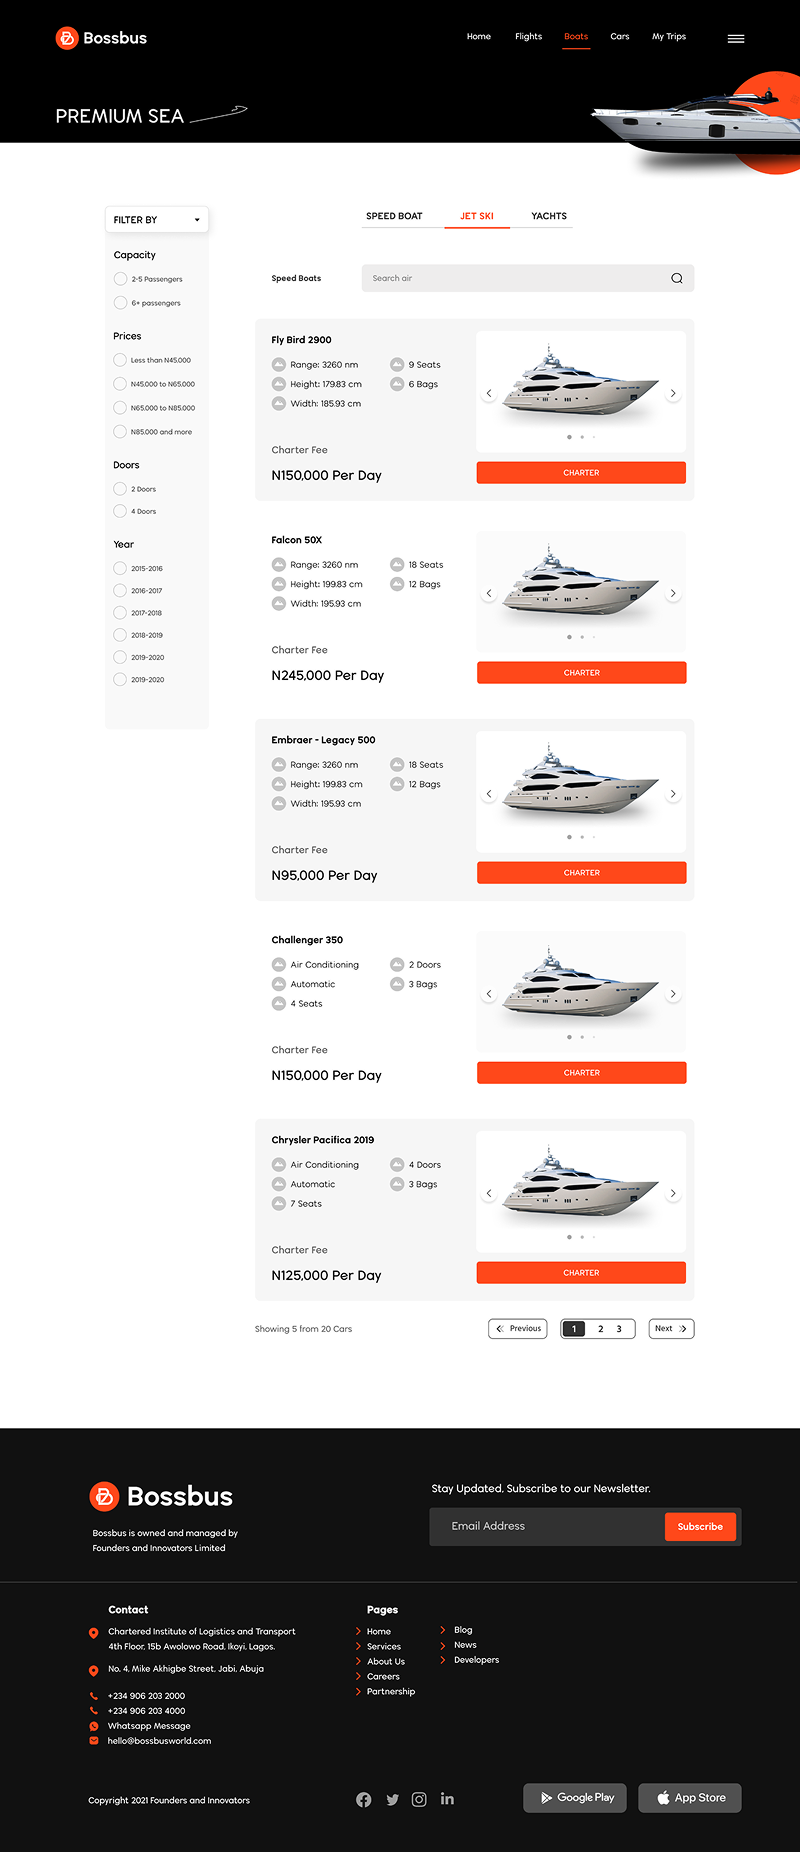 Bossbus
Home Flights Boats Cars My Trips
PREMIUM SEA
FILTER BY
Capacity
2-5 Passengers
6+ passengers
Prices
Less than N45,000
N45,000 to N65,000
N65,000 to N85,000
N85,000 and more
Doors
2 Doors
4 Doors
Year
2015-2016
2016-2017
2017-2018
2018-2019
2019-2020
2019-2020
SPEED BOAT JET SKI YACHTS
Speed Boats Search air
Fly Bird 2900
Range: 3260 nm 9 Seats
Height: 179.83 cm 6 Bags
Width: 185.93 cm
Charter Fee
N150,000 Per Day
CHARTER
Falcon 50X
Range: 3260 nm 18 Seats
Height: 199.83 cm 12 Bags
Width: 195.93 cm
Charter Fee
N245,000 Per Day
CHARTER
Embraer - Legacy 500
Range: 3260 nm 18 Seats
Height: 199.83 cm 12 Bags
Width: 195.93 cm
Charter Fee
N95,000 Per Day
CHARTER
Challenger 350
Air Conditioning 2 Doors
Automatic 3 Bags
4 Seats
Charter Fee
N150,000 Per Day
CHARTER
Chrysler Pacifica 2019
Air Conditioning 4 Doors
Automatic 3 Bags
7 Seats
Charter Fee
N125,000 Per Day
CHARTER
Showing 5 from 20 Cars Previous 1 2 3 Next
Bossbus
Bossbus is owned and managed by
Founders and Innovators Limited
Stay Updated, Subscribe to our Newsletter.
Email Address Subscribe
Contact
Chartered Institute of Logistics and Transport
4th Floor, 15b Awolowo Road, Ikoyi, Lagos.
No. 4, Mike Akhigbe Street, Jabi, Abuja
+234 906 203 2000
+234 906 203 4000
Whatsapp Message
hello@bossbusworld.com
Pages
Home
Services
About Us
Careers
Partnership
Blog
News
Developers
Copyright 2021 Founders and Innovators
Google Play
App Store